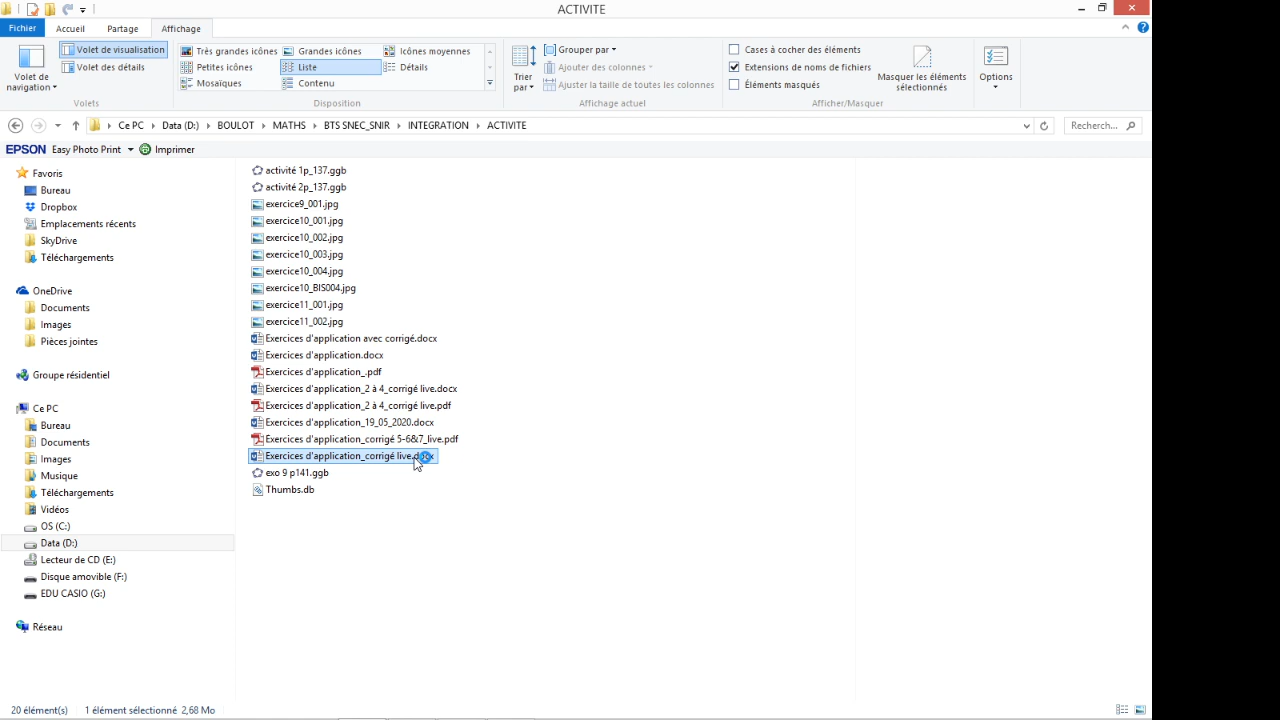 ACTIVITE
Fichier Accueil Partage Affichage
Volet de navigation
Volet de visualisation
Volet des détails
Volets
Très grandes icônes Grandes icônes Icônes moyennes
Petites icônes Liste Détails
Mosaïques Contenu
Disposition
Trier par
Grouper par
Ajouter des colonnes
Ajuster la taille de toutes les colonnes
Affichage actuel
Cases à cocher des éléments
Extensions de noms de fichiers
Éléments masqués
Masquer les éléments sélectionnés
Afficher/Masquer
Options
Ce PC Data (D:) BOULOT MATHS BTS SNEC_SNIR INTEGRATION ACTIVITE
Recherch...
EPSON Easy Photo Print Imprimer
Favoris
Bureau
Dropbox
Emplacements récents
SkyDrive
Téléchargements
OneDrive
Documents
Images
Pièces jointes
Groupe résidentiel
Ce PC
Bureau
Documents
Images
Musique
Téléchargements
Vidéos
OS (C:)
Data (D:)
Lecteur de CD (E:)
Disque amovible (F:)
EDU CASIO (G:)
Réseau
activité 1p_137.ggb
activité 2p_137.ggb
exercice9_001.jpg
exercice10_001.jpg
exercice10_002.jpg
exercice10_003.jpg
exercice10_004.jpg
exercice10_BIS004.jpg
exercice11_001.jpg
exercice11_002.jpg
Exercices d'application avec corrigé.docx
Exercices d'application.docx
Exercices d'application_.pdf
Exercices d'application_2 à 4_corrigé live.docx
Exercices d'application_2 à 4_corrigé live.pdf
Exercices d'application_19_05_2020.docx
Exercices d'application_corrigé 5-6&7_live.pdf
Exercices d'application_corrigé live.docx
exo 9 p141.ggb
Thumbs.db
20 élément(s) 1 élément sélectionné 2,68 Mo